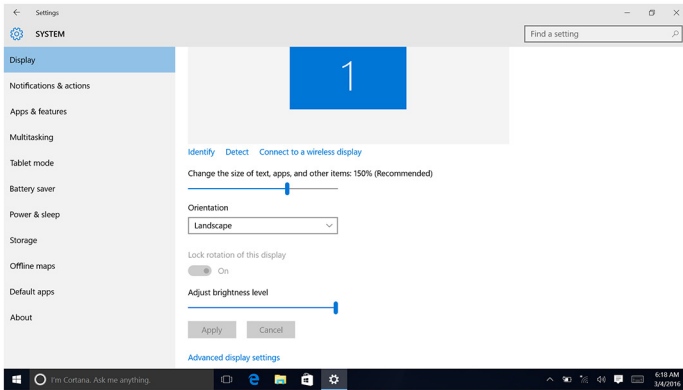 Settings
SYSTEM
Find a setting
Display
Notifications & actions
Apps & features
Multitasking
Tablet mode
Battery saver
Power & sleep
Storage
Offline maps
Default apps
About
1
Identify Detect Connect to a wireless display
Change the size of text, apps, and other items: 150% (Recommended)
Orientation
Landscape
Lock rotation of this display
On
Adjust brightness level
Apply Cancel
Advanced display settings
I'm Cortana. Ask me anything.
6:18 AM
3/4/2016